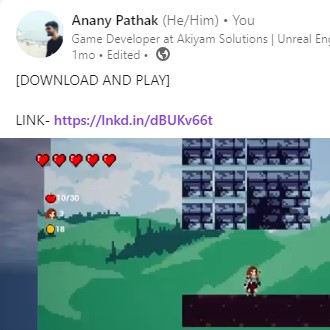 Anany Pathak (He/Him) • You
Game Developer at Akiyam Solutions | Unreal Eng
1mo • Edited •
[DOWNLOAD AND PLAY]
LINK- https://lnkd.in/dBUKv66t
10/30
3
18